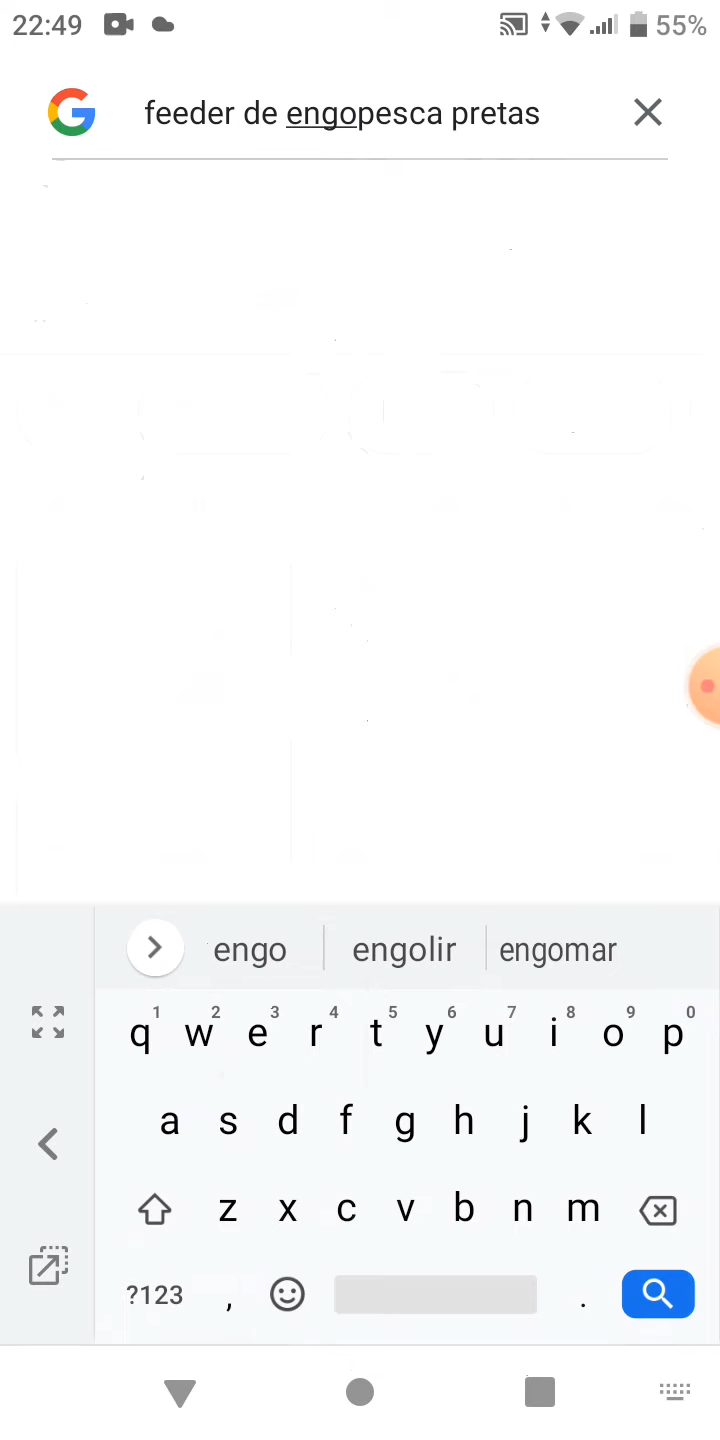 22:49 55%
feeder de engopesca pretas
engo engolir engomar
1 2 3 4 5 6 7 8 9 0
q w e r t y u i o p
a s d f g h j k l
z x c v b n m
?123 , .